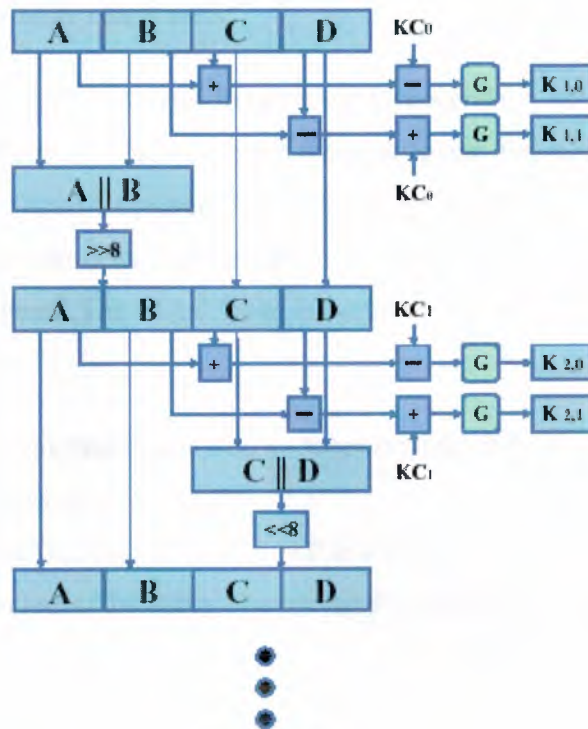 A B C D
KC₀
+ − G K 1,0
− + G K 1,1
KC₀
A || B
>>8
A B C D
KC₁
+ − G K 2,0
− + G K 2,1
KC₁
C || D
<<8
A B C D